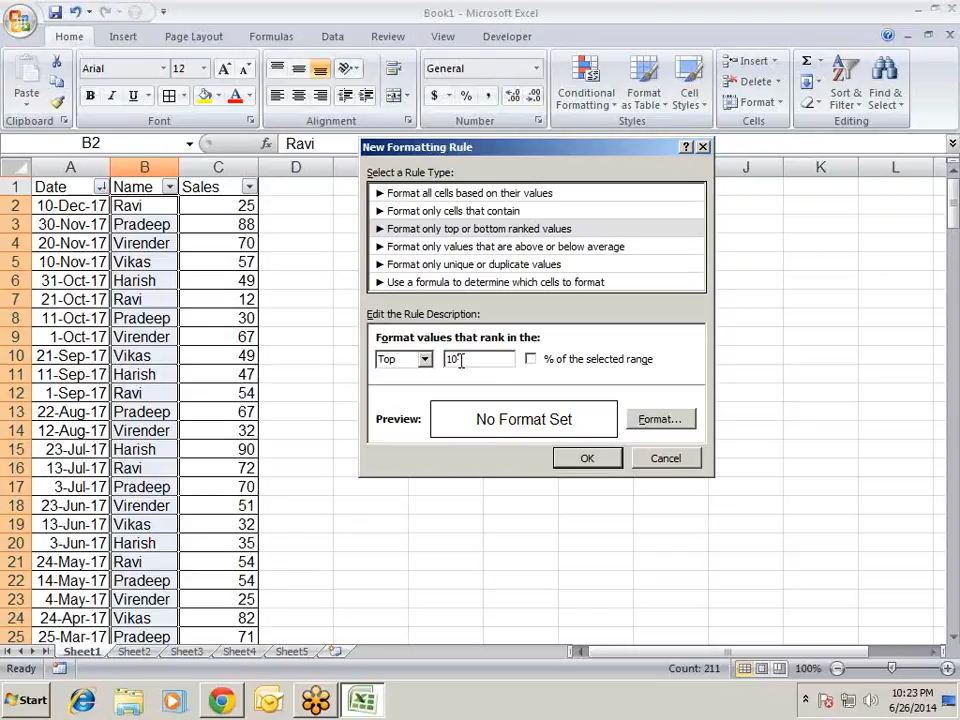 Book1 - Microsoft Excel
Home Insert Page Layout Formulas Data Review View Developer
Paste
Arial 12
General
Conditional Formatting
Format as Table
Cell Styles
Insert
Delete
Format
Sort & Filter
Find & Select
Clipboard Font Alignment Number Styles Cells Editing
B2 fx Ravi
A B C D J K L
1 Date Name Sales
2 10-Dec-17 Ravi 25
3 30-Nov-17 Pradeep 88
4 20-Nov-17 Virender 70
5 10-Nov-17 Vikas 57
6 31-Oct-17 Harish 49
7 21-Oct-17 Ravi 12
8 11-Oct-17 Pradeep 30
9 1-Oct-17 Virender 67
10 21-Sep-17 Vikas 49
11 11-Sep-17 Harish 47
12 1-Sep-17 Ravi 54
13 22-Aug-17 Pradeep 67
14 12-Aug-17 Virender 32
15 23-Jul-17 Harish 90
16 13-Jul-17 Ravi 72
17 3-Jul-17 Pradeep 70
18 23-Jun-17 Virender 51
19 13-Jun-17 Vikas 32
20 3-Jun-17 Harish 35
21 24-May-17 Ravi 54
22 14-May-17 Pradeep 54
23 4-May-17 Virender 25
24 24-Apr-17 Vikas 82
25 25-Mar-17 Pradeep 71
New Formatting Rule
Select a Rule Type:
► Format all cells based on their values
► Format only cells that contain
► Format only top or bottom ranked values
► Format only values that are above or below average
► Format only unique or duplicate values
► Use a formula to determine which cells to format
Edit the Rule Description:
Format values that rank in the:
Top 10 % of the selected range
Preview: No Format Set Format...
OK Cancel
Sheet1 Sheet2 Sheet3 Sheet4 Sheet5
Ready Count: 211 100%
Start 10:23 PM
6/26/2014